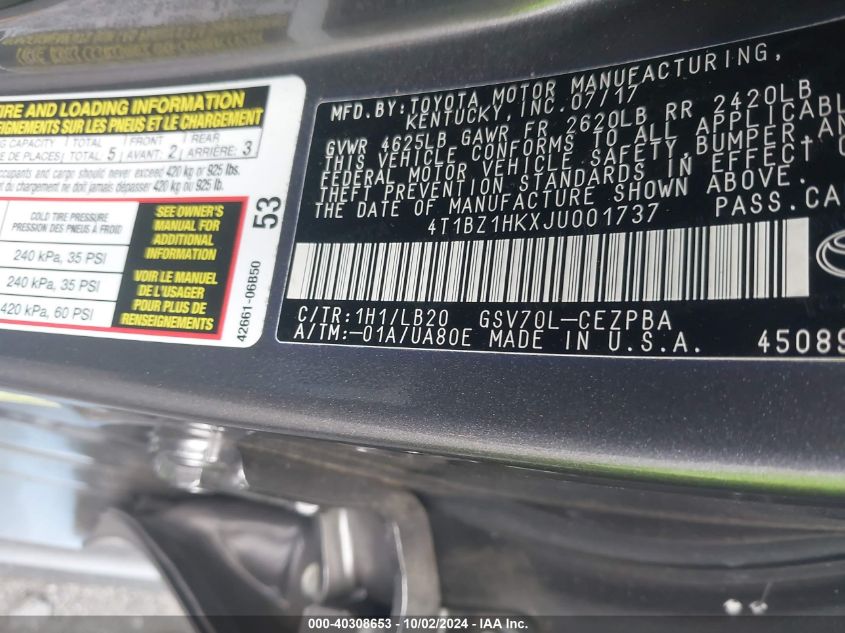 TIRE AND LOADING INFORMATION
RENSEIGNEMENTS SUR LES PNEUS ET LE CHARGEMENT
SEATING CAPACITY TOTAL 5 FRONT AVANT: 2 REAR ARRIÈRE: 3
DE PLACES:
occupants and cargo should never exceed 420 kg or 925 lbs.
du chargement ne doit jamais dépasser 420 kg ou 925 lb.
COLD TIRE PRESSURE
PNEUS À FROID
240 kPa, 35 PSI
240 kPa, 35 PSI
420 kPa, 60 PSI
SEE OWNER'S
MANUAL FOR
ADDITIONAL
INFORMATION
VOIR LE MANUEL
DE L'USAGER
POUR PLUS DE
RENSEIGNEMENTS
53
42661-06B50
MFD.BY:TOYOTA MOTOR MANUFACTURING,
KENTUCKY, INC.07/17
GVWR 4625LB GAWR FR 2620LB RR 2420LB
THIS VEHICLE CONFORMS TO ALL APPLICABL
FEDERAL MOTOR VEHICLE SAFETY, BUMPER, AN
THEFT PREVENTION STANDARDS IN EFFECT O
THE DATE OF MANUFACTURE SHOWN ABOVE.
4T1BZ1HKXJU001737 PASS.CA
C/TR:1H1/LB20 GSV70L-CEZPBA
A/TM:-01A/UA80E MADE IN U.S.A. 45089
00-40308653 - 10/02/2024 - IAA Inc.